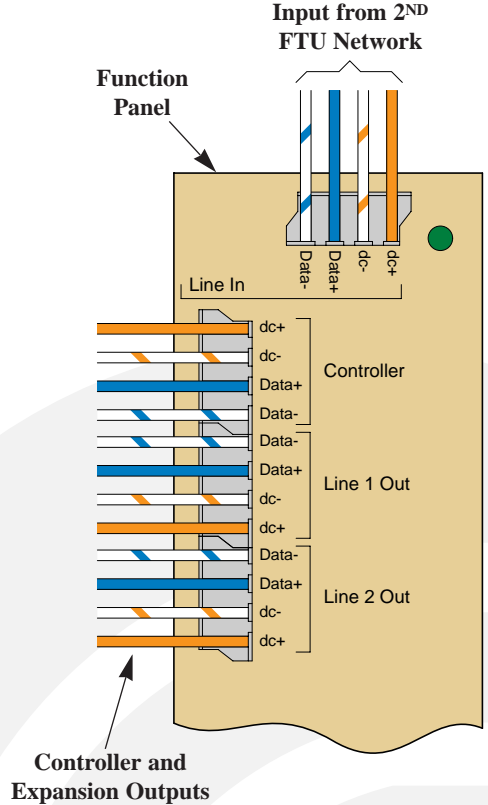 Input from 2ND
FTU Network
Function
Panel
Data-
Data+
dc-
dc+
Line In
dc+
dc-
Data+
Data-
Controller
Data-
Data+
dc-
dc+
Line 1 Out
Data-
Data+
dc-
dc+
Line 2 Out
Controller and
Expansion Outputs